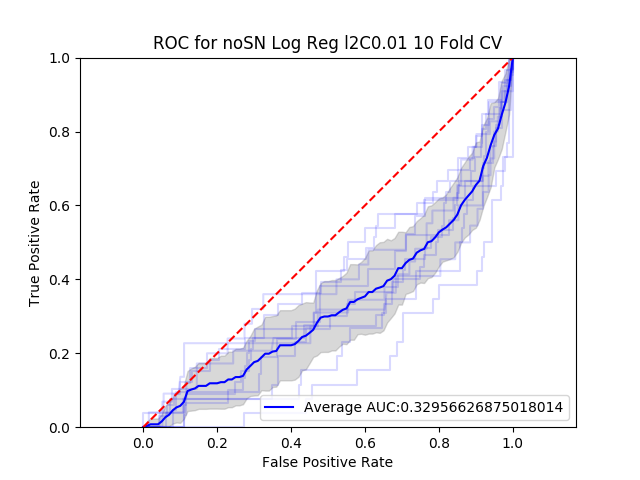 ROC for noSN Log Reg l2C0.01 10 Fold CV
True Positive Rate
1.0
0.8
0.6
0.4
0.2
0.0
Average AUC:0.32956626875018014
0.0 0.2 0.4 0.6 0.8 1.0
False Positive Rate